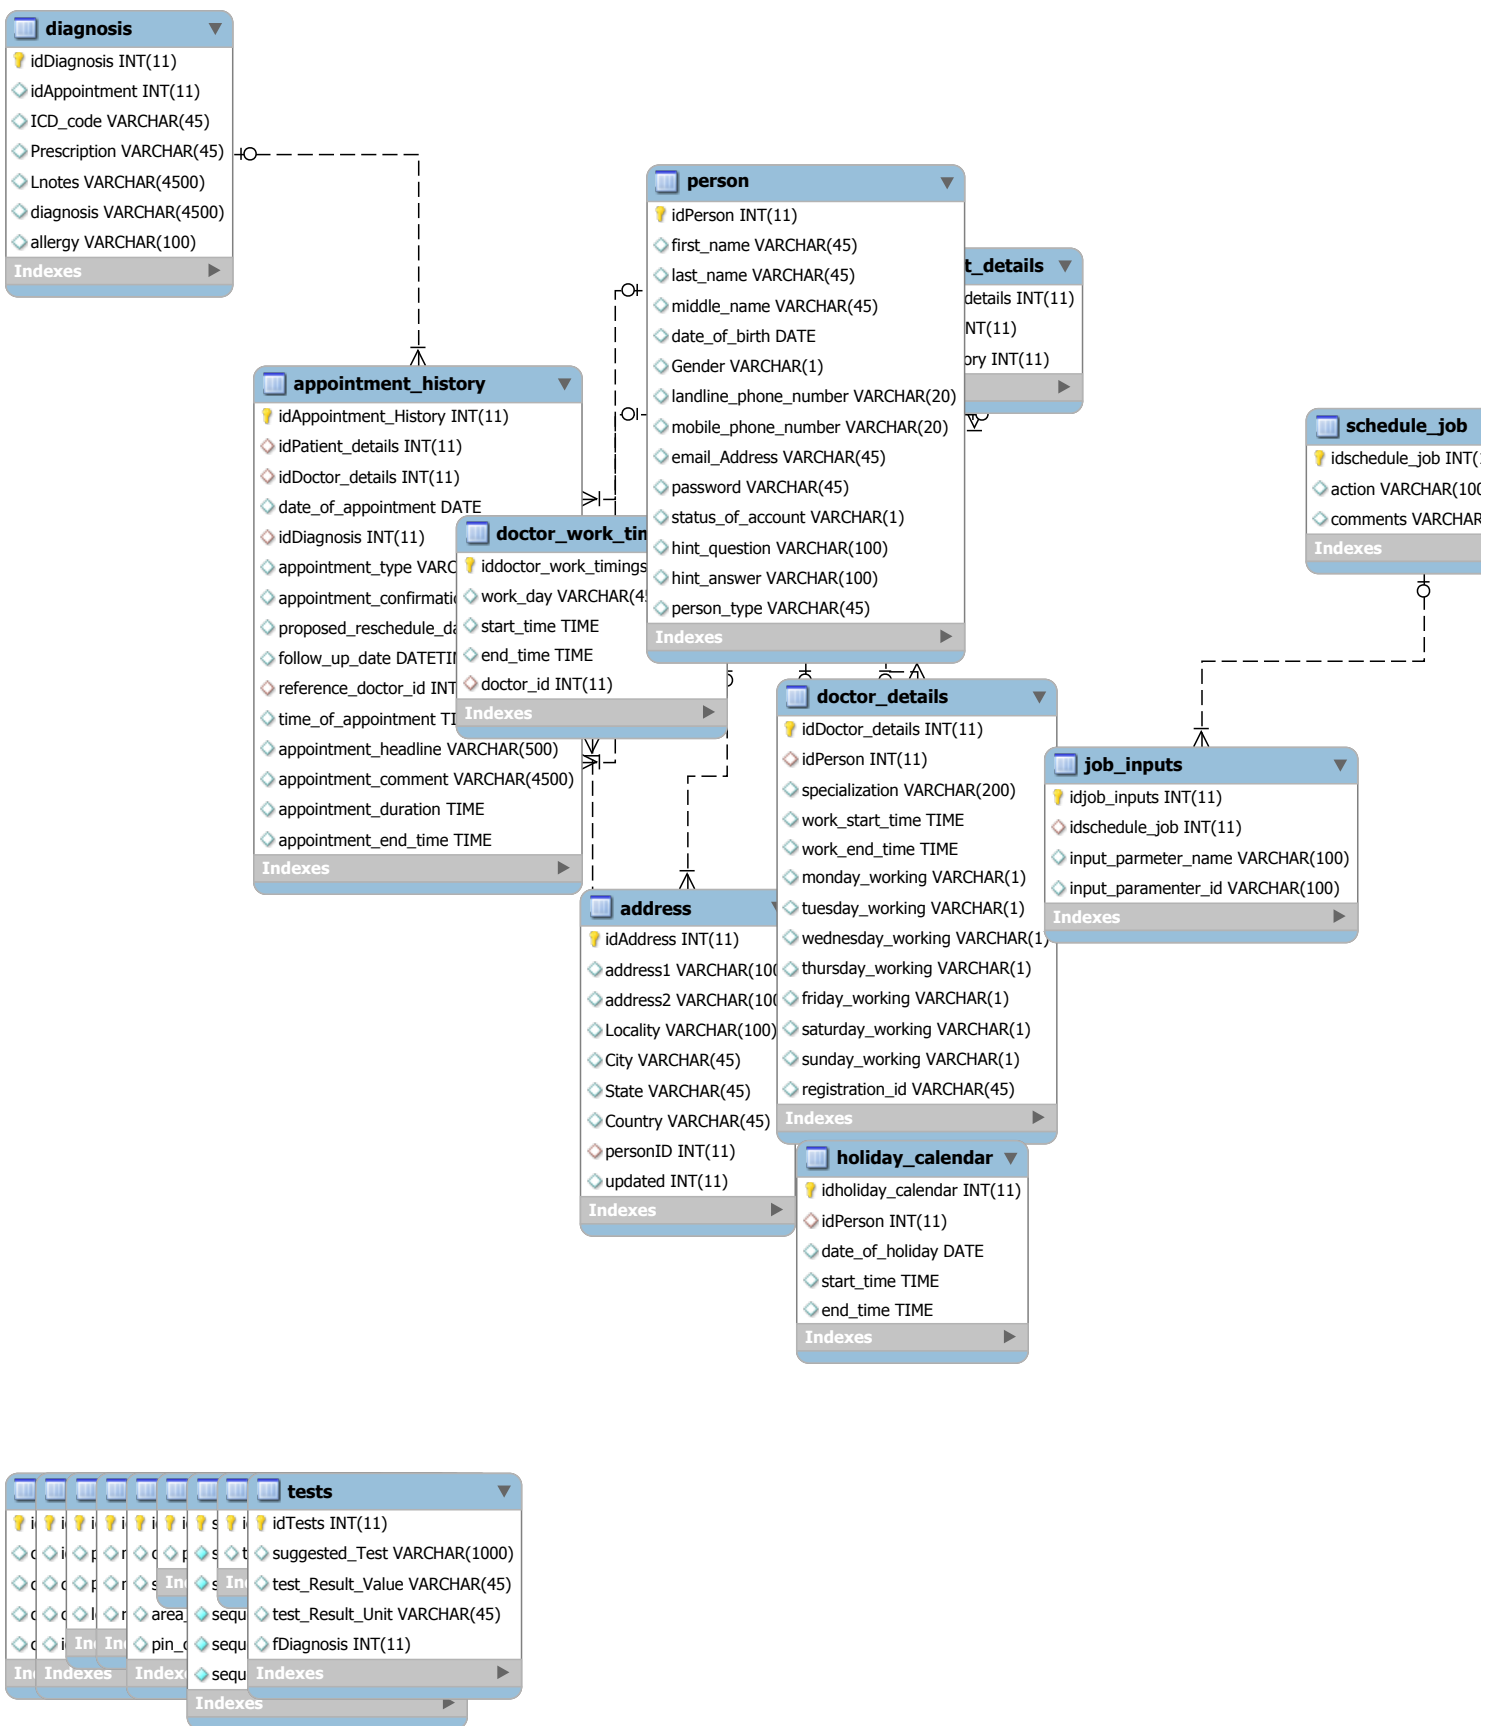 diagnosis
idDiagnosis INT(11)
idAppointment INT(11)
ICD_code VARCHAR(45)
Prescription VARCHAR(45)
Lnotes VARCHAR(4500)
diagnosis VARCHAR(4500)
allergy VARCHAR(100)
Indexes
person
idPerson INT(11)
first_name VARCHAR(45)
last_name VARCHAR(45)
middle_name VARCHAR(45)
date_of_birth DATE
Gender VARCHAR(1)
landline_phone_number VARCHAR(20)
mobile_phone_number VARCHAR(20)
email_Address VARCHAR(45)
password VARCHAR(45)
status_of_account VARCHAR(1)
hint_question VARCHAR(100)
hint_answer VARCHAR(100)
person_type VARCHAR(45)
Indexes
t_details
details INT(11)
NT(11)
ory INT(11)
appointment_history
idAppointment_History INT(11)
idPatient_details INT(11)
idDoctor_details INT(11)
date_of_appointment DATE
idDiagnosis INT(11)
appointment_type VARC
appointment_confirmati
proposed_reschedule_da
follow_up_date DATETI
reference_doctor_id INT
time_of_appointment TI
appointment_headline VARCHAR(500)
appointment_comment VARCHAR(4500)
appointment_duration TIME
appointment_end_time TIME
Indexes
doctor_work_tim
iddoctor_work_timings
work_day VARCHAR(4
start_time TIME
end_time TIME
doctor_id INT(11)
Indexes
schedule_job
idschedule_job INT(
action VARCHAR(100
comments VARCHAR
Indexes
doctor_details
idDoctor_details INT(11)
idPerson INT(11)
specialization VARCHAR(200)
work_start_time TIME
work_end_time TIME
monday_working VARCHAR(1)
tuesday_working VARCHAR(1)
wednesday_working VARCHAR(1)
thursday_working VARCHAR(1)
friday_working VARCHAR(1)
saturday_working VARCHAR(1)
sunday_working VARCHAR(1)
registration_id VARCHAR(45)
Indexes
job_inputs
idjob_inputs INT(11)
idschedule_job INT(11)
input_parmeter_name VARCHAR(100)
input_paramenter_id VARCHAR(100)
Indexes
address
idAddress INT(11)
address1 VARCHAR(100
address2 VARCHAR(100
Locality VARCHAR(100)
City VARCHAR(45)
State VARCHAR(45)
Country VARCHAR(45)
personID INT(11)
updated INT(11)
Indexes
holiday_calendar
idholiday_calendar INT(11)
idPerson INT(11)
date_of_holiday DATE
start_time TIME
end_time TIME
Indexes
area_
pin_
Indexes
Index
sequ
sequ
sequ
Indexes
tests
idTests INT(11)
suggested_Test VARCHAR(1000)
test_Result_Value VARCHAR(45)
test_Result_Unit VARCHAR(45)
fDiagnosis INT(11)
Indexes